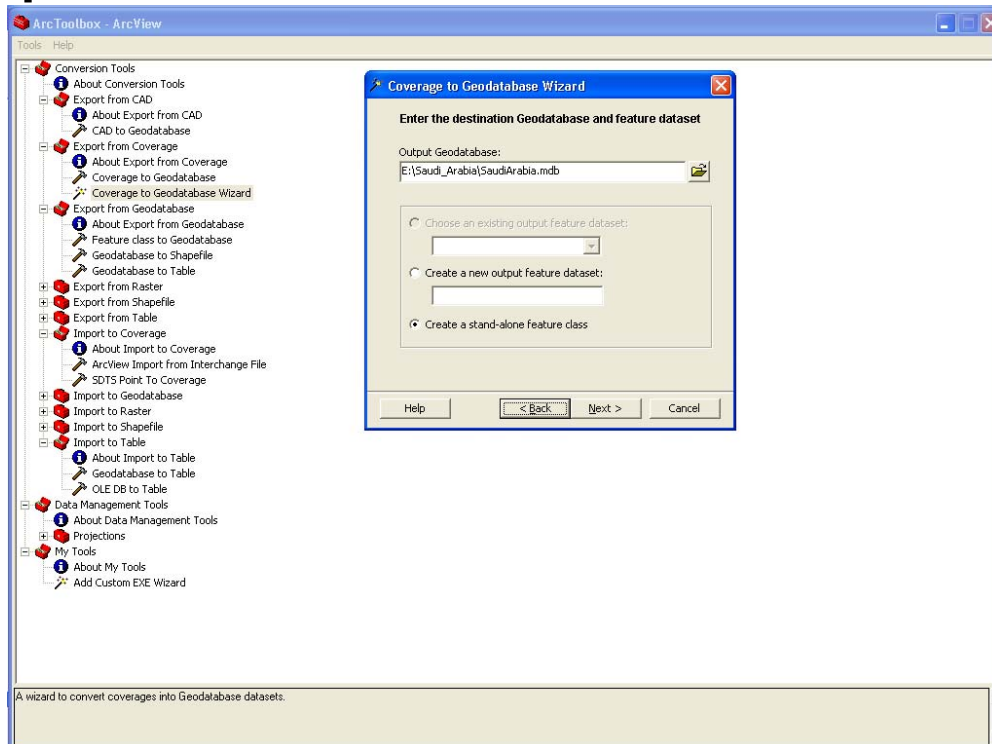 ArcToolbox - ArcView
Tools Help
Conversion Tools
About Conversion Tools
Export from CAD
About Export from CAD
CAD to Geodatabase
Export from Coverage
About Export from Coverage
Coverage to Geodatabase
Coverage to Geodatabase Wizard
Export from Geodatabase
About Export from Geodatabase
Feature class to Geodatabase
Geodatabase to Shapefile
Geodatabase to Table
Export from Raster
Export from Shapefile
Export from Table
Import to Coverage
About Import to Coverage
ArcView Import from Interchange File
SDTS Point To Coverage
Import to Geodatabase
Import to Raster
Import to Shapefile
Import to Table
About Import to Table
Geodatabase to Table
OLE DB to Table
Data Management Tools
About Data Management Tools
Projections
My Tools
About My Tools
Add Custom EXE Wizard
Coverage to Geodatabase Wizard
Enter the destination Geodatabase and feature dataset
Output Geodatabase:
E:\Saudi_Arabia\SaudiArabia.mdb
Choose an existing output feature dataset:
Create a new output feature dataset:
Create a stand-alone feature class
Help < Back Next > Cancel
A wizard to convert coverages into Geodatabase datasets.